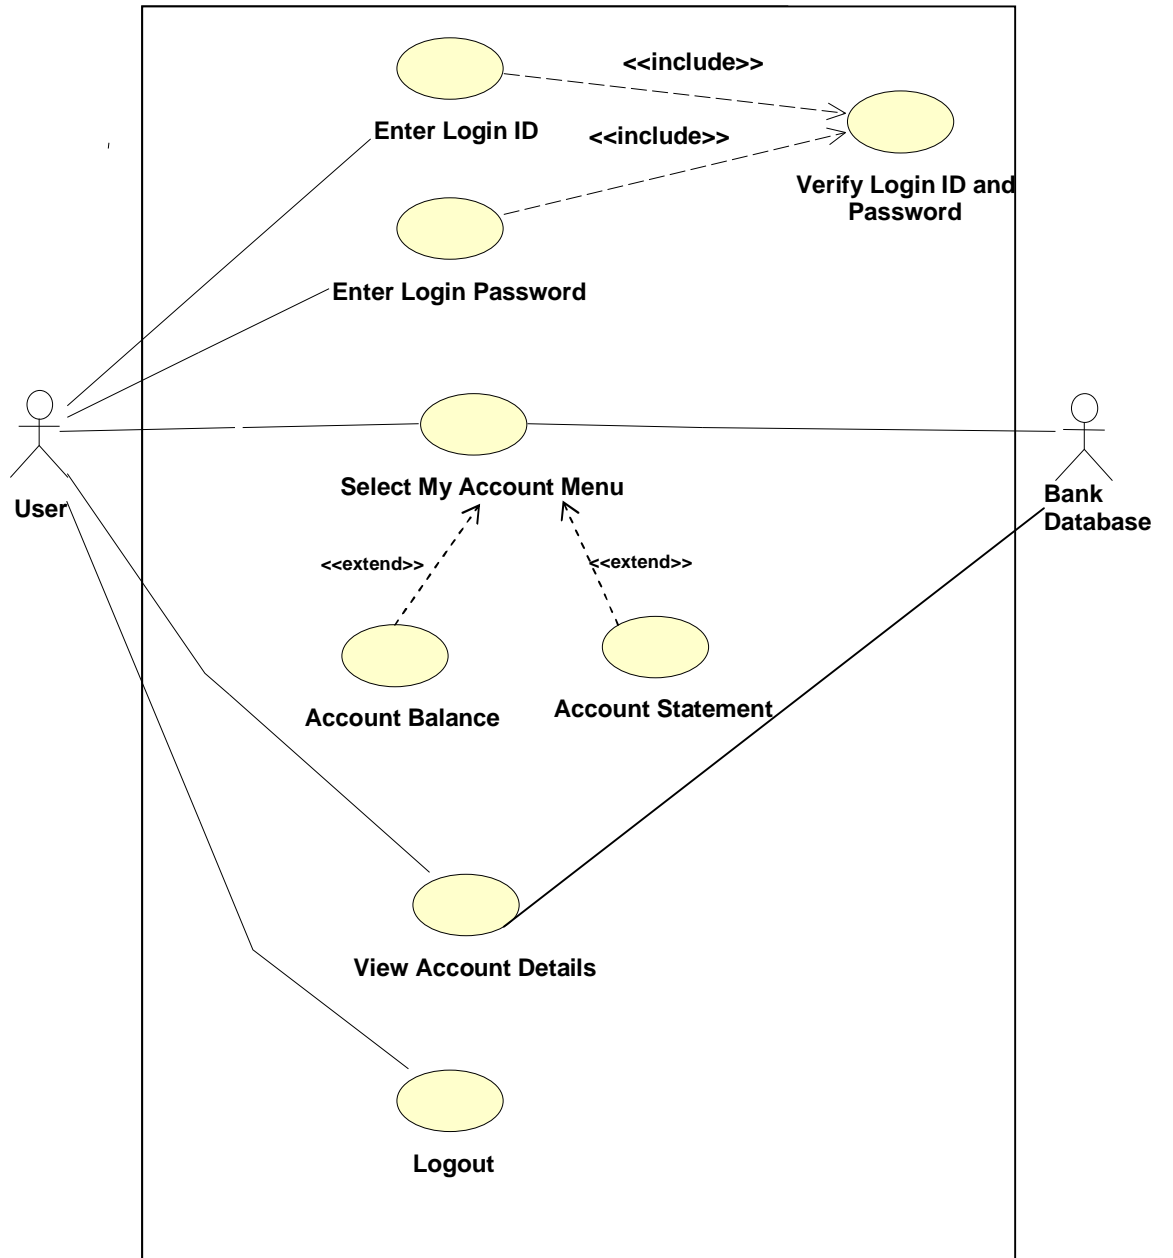 <<include>>
Enter Login ID
<<include>>
Verify Login ID and
Password
Enter Login Password
User
Select My Account Menu
Bank
Database
<<extend>>
<<extend>>
Account Balance
Account Statement
View Account Details
Logout